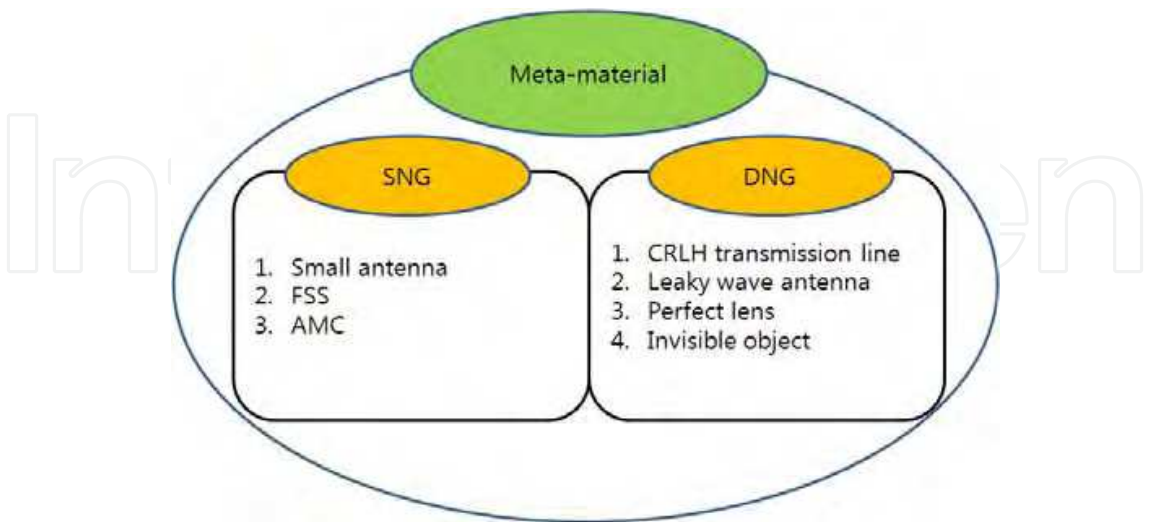 Meta-material
SNG
1. Small antenna
2. FSS
3. AMC
DNG
1. CRLH transmission line
2. Leaky wave antenna
3. Perfect lens
4. Invisible object